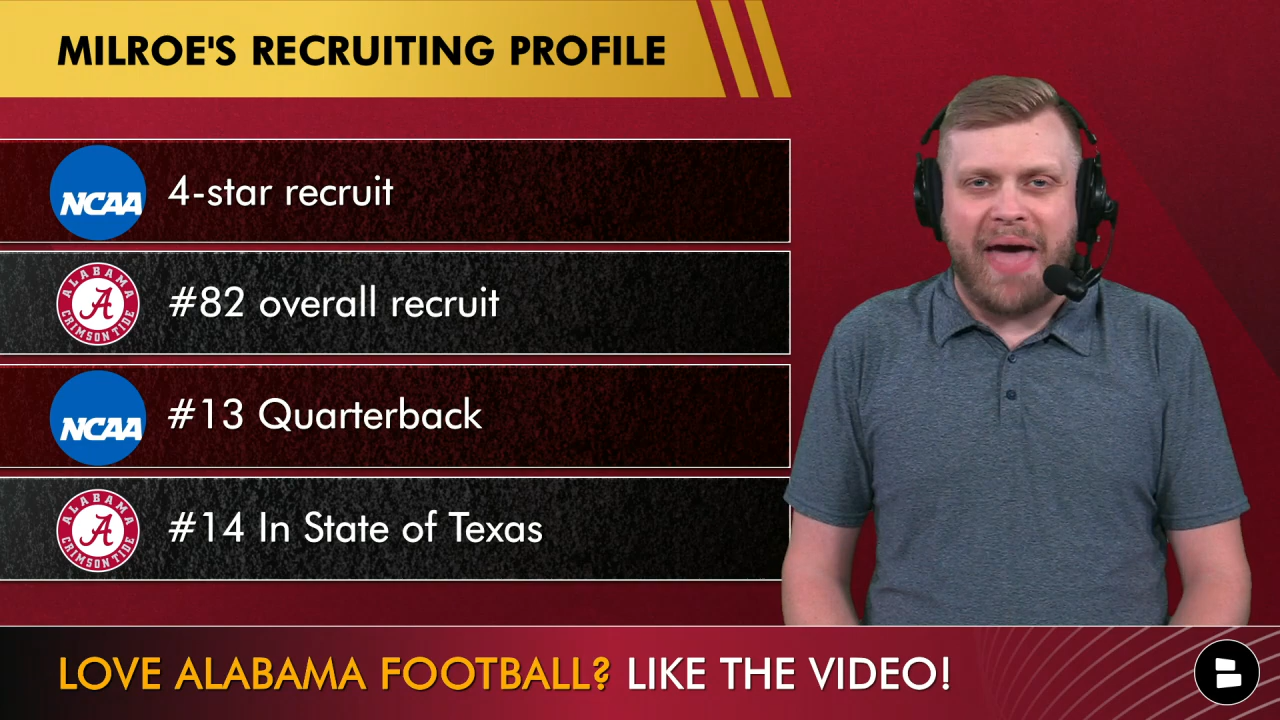 MILROE'S RECRUITING PROFILE
NCAA
4-star recruit
ALABAMA
A
CRIMSON TIDE
#82 overall recruit
NCAA
#13 Quarterback
ALABAMA
A
CRIMSON TIDE
#14 In State of Texas
LOVE ALABAMA FOOTBALL? LIKE THE VIDEO!